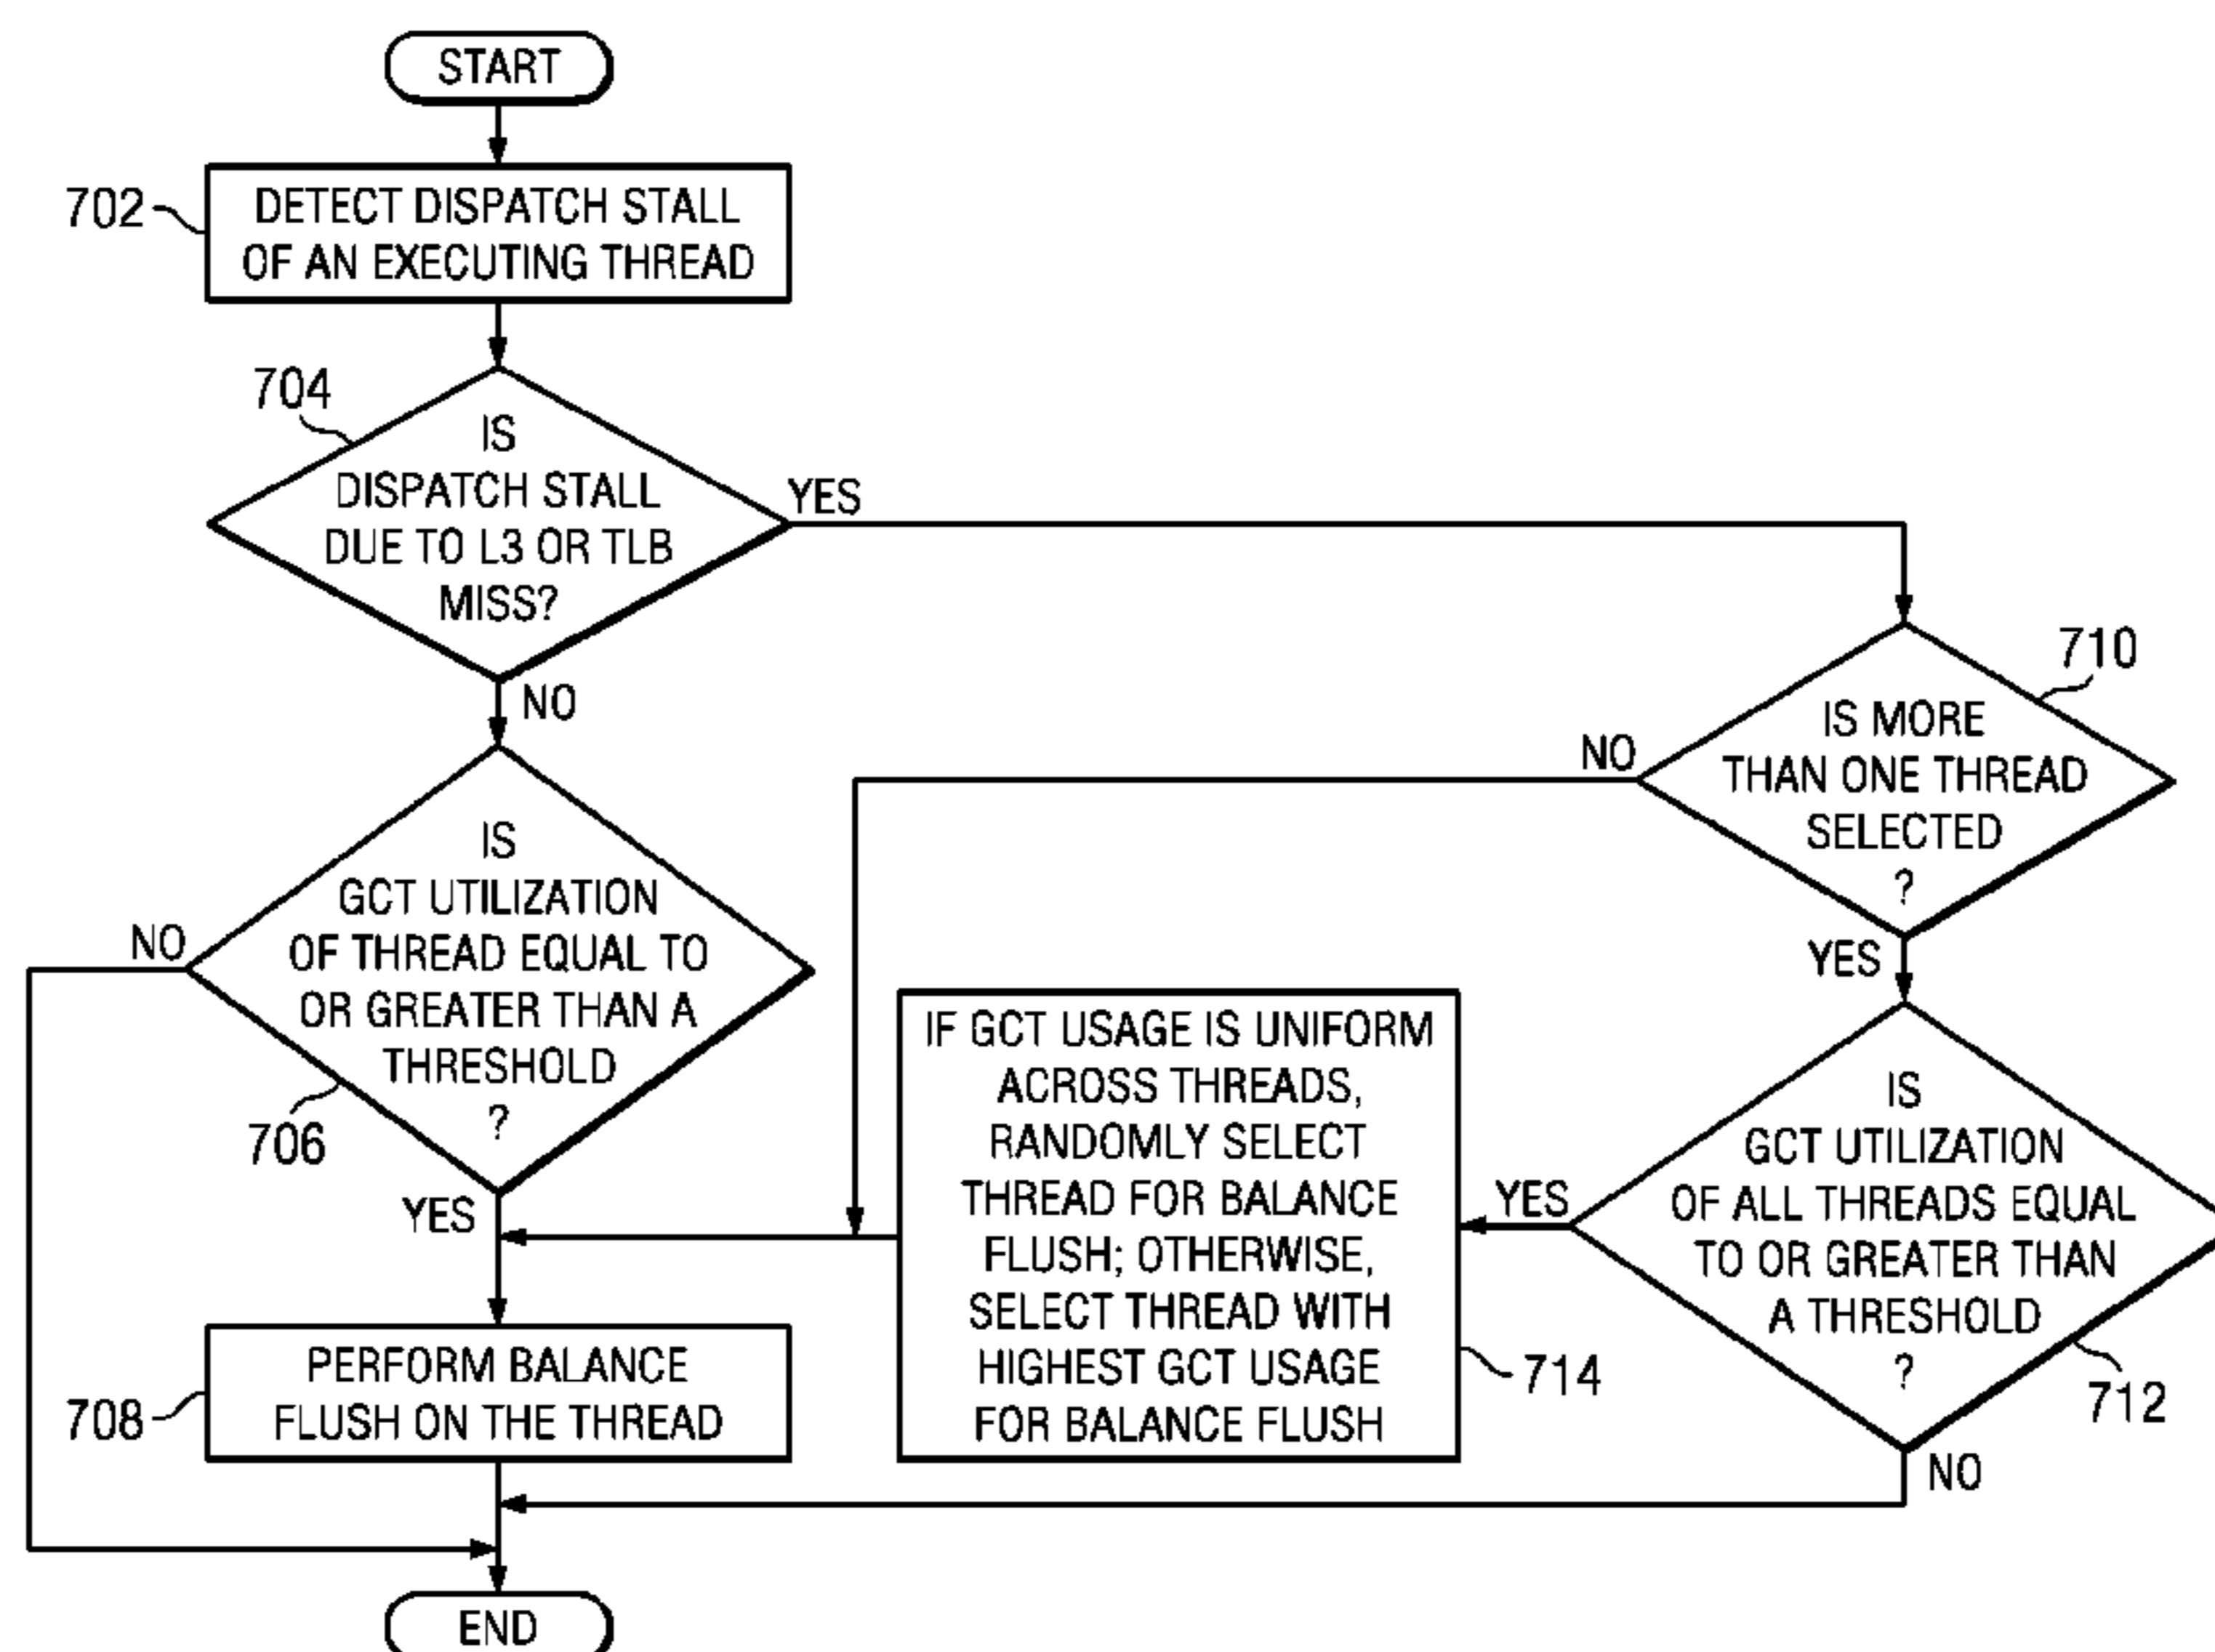 START
702
DETECT DISPATCH STALL
OF AN EXECUTING THREAD
704
IS
DISPATCH STALL
DUE TO L3 OR TLB
MISS?
YES
NO
710
IS MORE
THAN ONE THREAD
SELECTED
?
NO
YES
IS
GCT UTILIZATION
OF THREAD EQUAL TO
OR GREATER THAN A
THRESHOLD
?
NO
706
YES
IF GCT USAGE IS UNIFORM
ACROSS THREADS,
RANDOMLY SELECT
THREAD FOR BALANCE
FLUSH; OTHERWISE,
SELECT THREAD WITH
HIGHEST GCT USAGE
FOR BALANCE FLUSH
714
YES
IS
GCT UTILIZATION
OF ALL THREADS EQUAL
TO OR GREATER THAN
A THRESHOLD
?
712
NO
708
PERFORM BALANCE
FLUSH ON THE THREAD
END